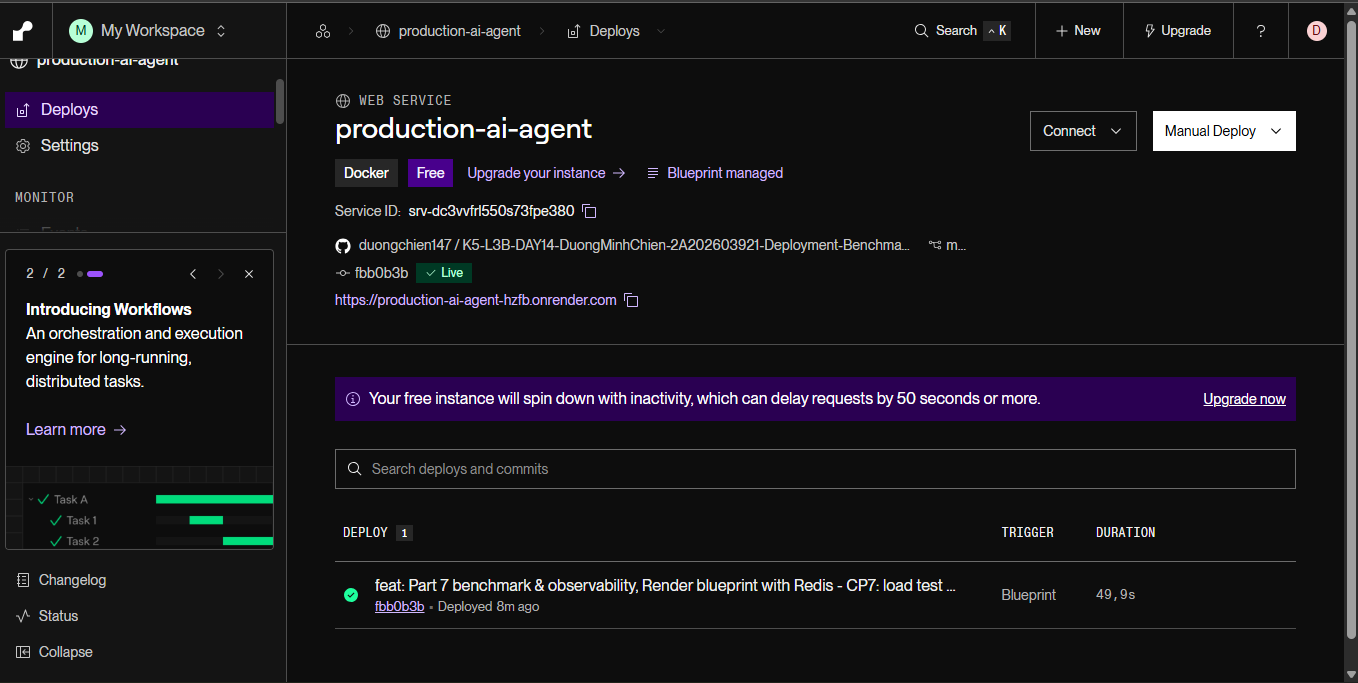 M My Workspace
production-ai-agent
Deploys
Search ^ K
+ New
Upgrade
?
D
production-ai-agent
Deploys
Settings
MONITOR
Events
2 / 2
Introducing Workflows
An orchestration and execution
engine for long-running,
distributed tasks.
Learn more →
Task A
Task 1
Task 2
Changelog
Status
Collapse
WEB SERVICE
production-ai-agent
Connect
Manual Deploy
Docker Free Upgrade your instance → Blueprint managed
Service ID: srv-dc3vvfrl550s73fpe380
duongchien147 / K5-L3B-DAY14-DuongMinhChien-2A202603921-Deployment-Benchma... m...
fbb0b3b Live
https://production-ai-agent-hzfb.onrender.com
Your free instance will spin down with inactivity, which can delay requests by 50 seconds or more. Upgrade now
Search deploys and commits
DEPLOY 1 TRIGGER DURATION
feat: Part 7 benchmark & observability, Render blueprint with Redis - CP7: load test ...
fbb0b3b • Deployed 8m ago
Blueprint
49,9s